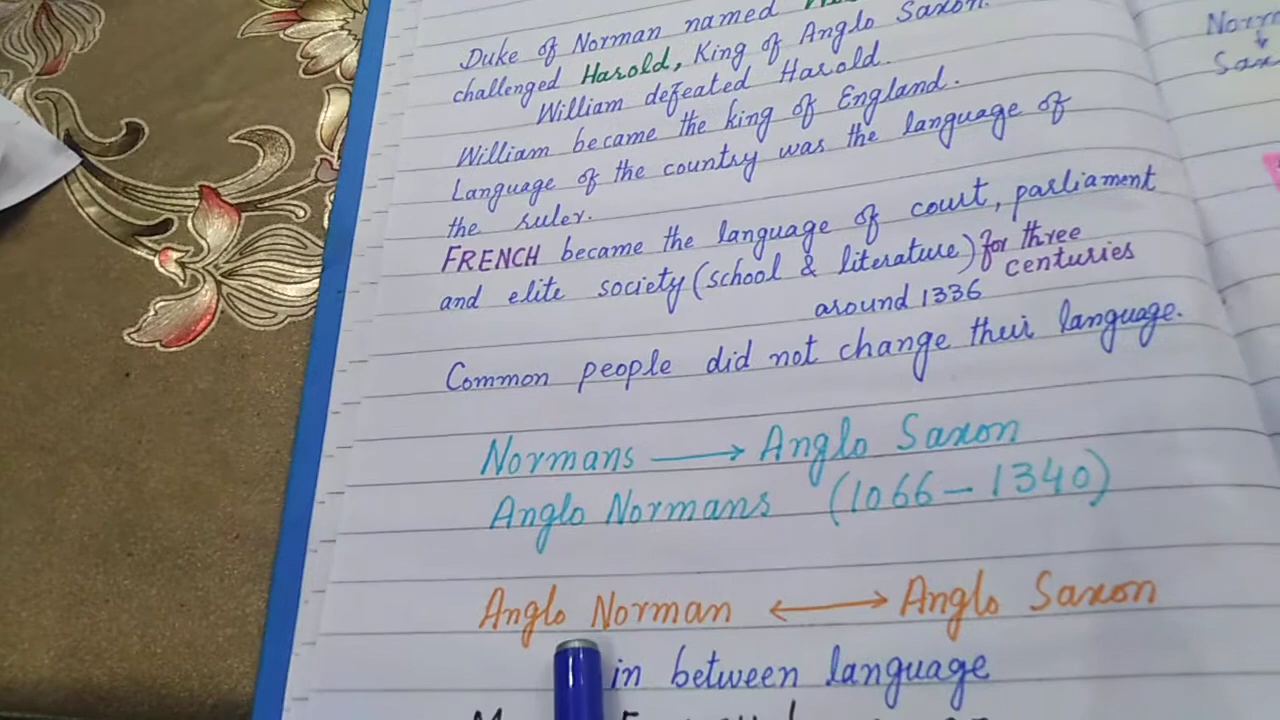 Duke of Norman named
challenged Harold, King of Anglo Saxon.
William defeated Harold.
William became the king of England.
Language of the country was the language of
the ruler.
FRENCH became the language of court, parliament
and elite society (school & literature) for three
centuries
around 1336
Common people did not change their language.
Normans → Anglo Saxon
Anglo Normans (1066 - 1340)
Anglo Norman ↔ Anglo Saxon
in between language